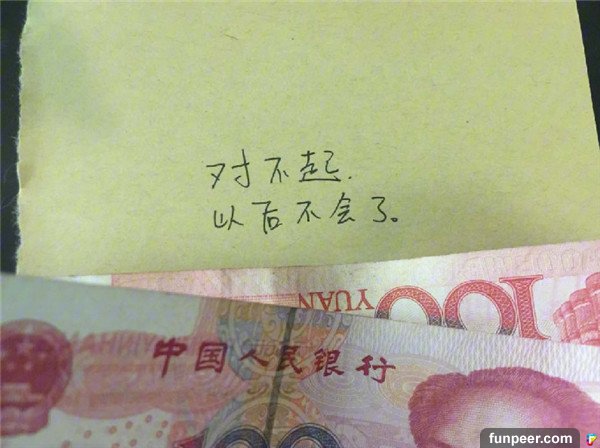 对不起.
以后不会了。
100
YUAN
中国人民银行
funpeer.com